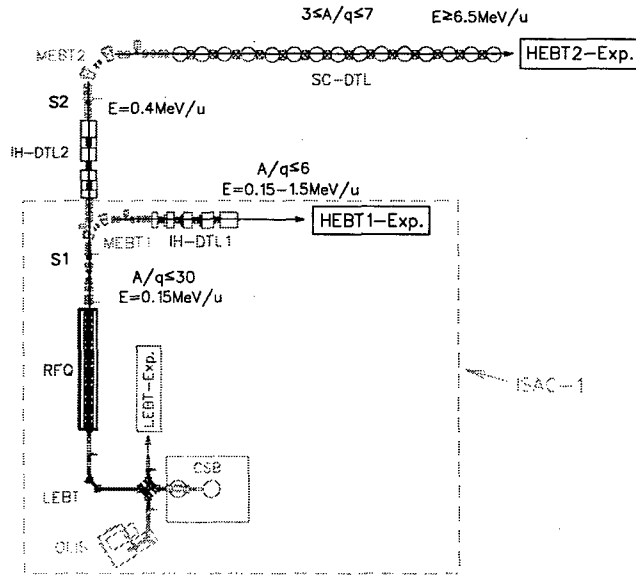 3≤A/q≤7 E≥6.5MeV/u
MEBT2
HEBT2-Exp.
SC-DTL
S2
E=0.4MeV/u
IH-DTL2
A/q≤6
E=0.15-1.5MeV/u
HEBT1-Exp.
MEBT1
IH-DTL1
S1
A/q≤30
E=0.15MeV/u
RFQ
LEBT-Exp.
ISAC-1
CSB
LEBT
OLIS